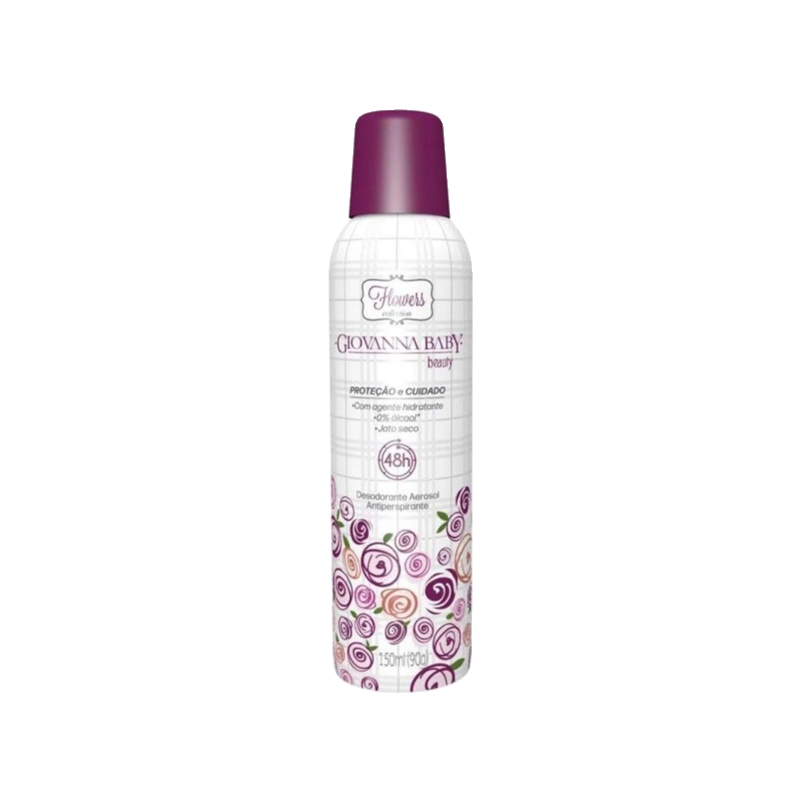 Flowers
collection
GIOVANNA BABY
beauty
PROTEÇÃO e CUIDADO
•Com agente hidratante
•0% álcool*
•Jato seco
48h
Desodorante Aerosol
Antiperspirante
150ml(90g)